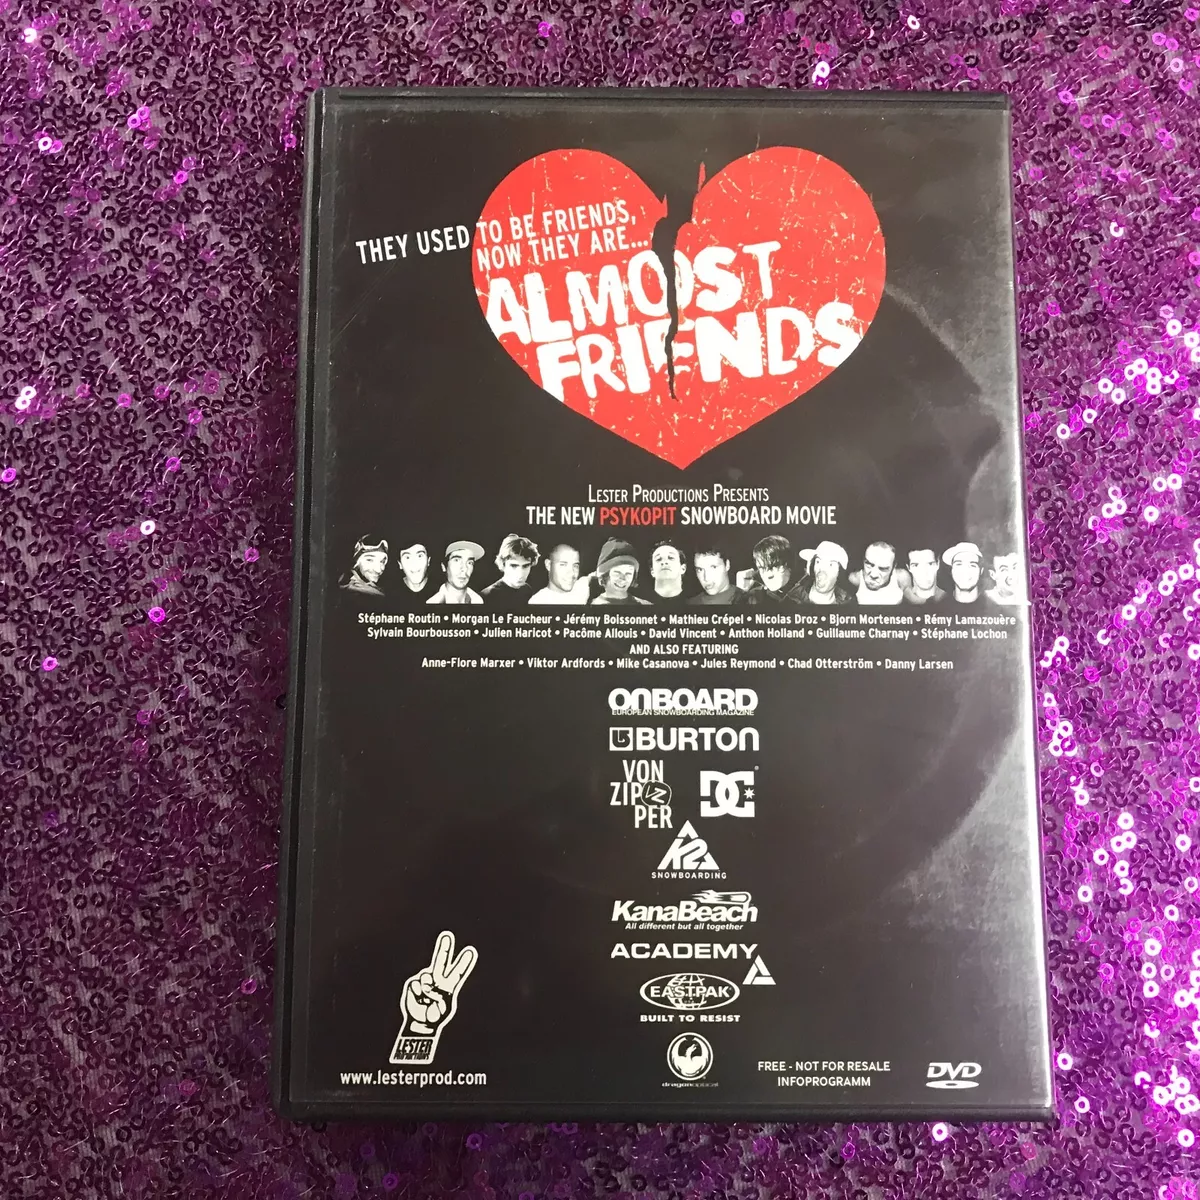 THEY USED TO BE FRIENDS,
NOW THEY ARE...
ALMOST
FRIENDS
LESTER PRODUCTIONS PRESENTS
THE NEW PSYKOPIT SNOWBOARD MOVIE
Stéphane Routin • Morgan Le Faucheur • Jérémy Boissonnet • Mathieu Crépel • Nicolas Droz • Bjorn Mortensen • Rémy Lamazouère
Sylvain Bourbousson • Julien Haricot • Pacôme Allouis • David Vincent • Anthon Holland • Guillaume Charnay • Stéphane Lochon
AND ALSO FEATURING
Anne-Flore Marxer • Viktor Ardfords • Mike Casanova • Jules Reymond • Chad Otterström • Danny Larsen
ONBOARD
EUROPEAN SNOWBOARDING MAGAZINE
BURTON
VON
ZIP VZ
PER
DC
K2
SNOWBOARDING
KanaBeach
All different but all together
ACADEMY
EASTPAK
BUILT TO RESIST
dragonoptical
LESTER
PRODUCTIONS
www.lesterprod.com
FREE - NOT FOR RESALE
INFOPROGRAMM
DVD